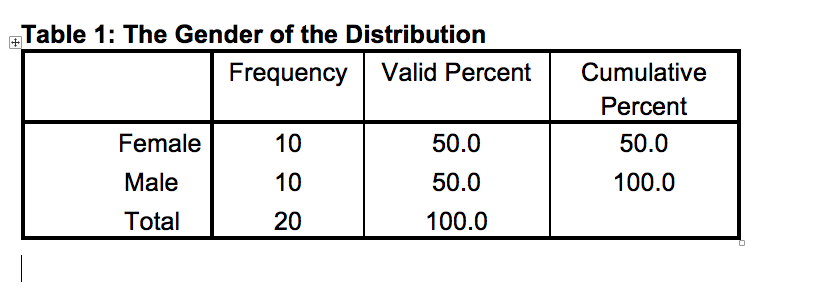 Table 1: The Gender of the Distribution
Frequency Valid Percent Cumulative
Percent
Female 10 50.0 50.0
Male 10 50.0 100.0
Total 20 100.0